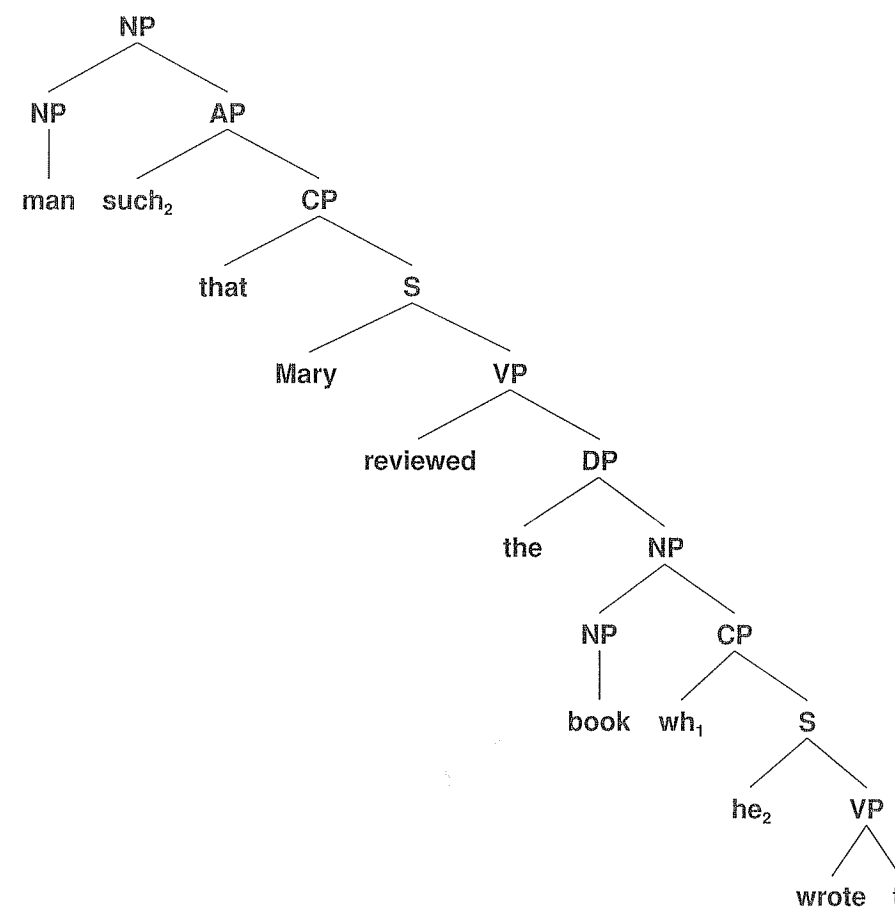 NP
NP AP
man such₂ CP
that S
Mary VP
reviewed DP
the NP
NP CP
book wh₁ S
he₂ VP
wrote